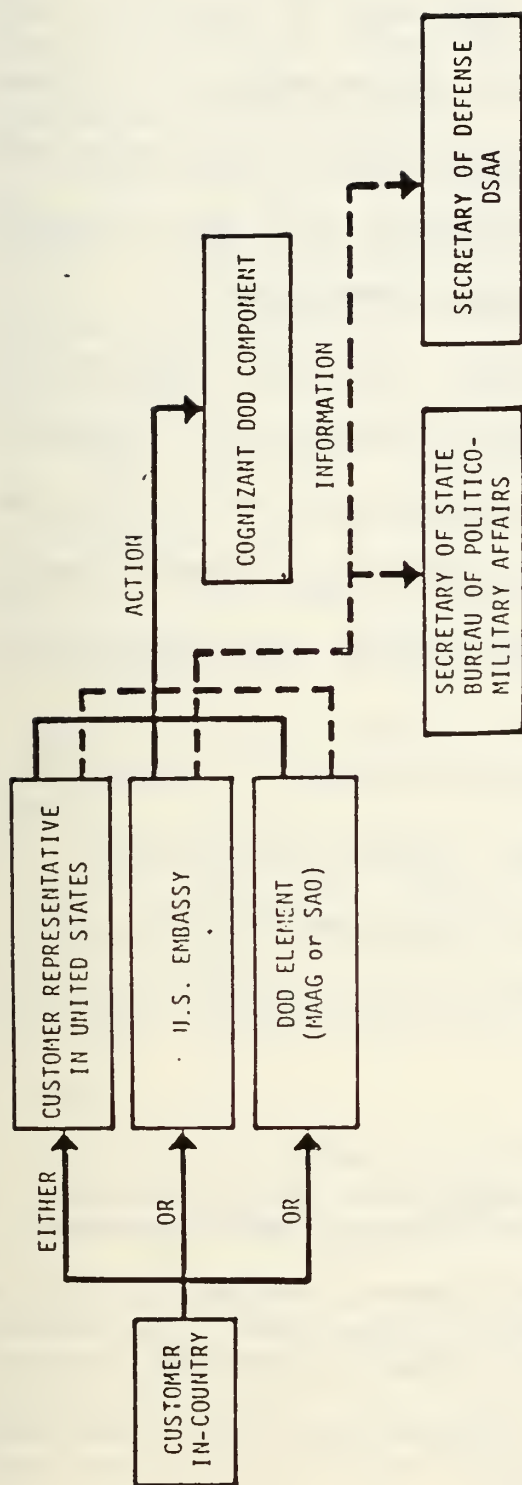 CUSTOMER
IN-COUNTRY
EITHER
OR
OR
CUSTOMER REPRESENTATIVE
IN UNITED STATES
U.S. EMBASSY
DOD ELEMENT
(MAAG or SAO)
ACTION
COGNIZANT DOD COMPONENT
INFORMATION
SECRETARY OF STATE
BUREAU OF POLITICO-
MILITARY AFFAIRS
SECRETARY OF DEFENSE
DSAA